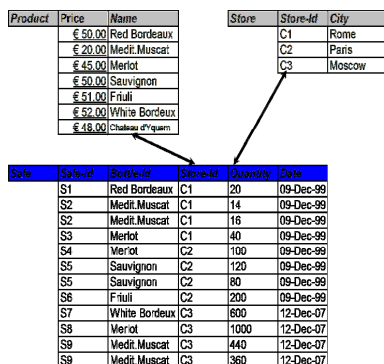 Product Price Name
€ 50.00 Red Bordeaux
€ 20.00 Medit.Muscat
€ 45.00 Merlot
€ 50.00 Sauvignon
€ 51.00 Friuli
€ 52.00 White Bordeux
€ 48.00 Chateau d'Yquem
Store Store-Id City
C1 Rome
C2 Paris
C3 Moscow
Sale Sale-Id Bottle-Id Store-Id Quantity Date
S1 Red Bordeaux C1 20 09-Dec-99
S2 Medit.Muscat C1 14 09-Dec-99
S2 Medit.Muscat C1 16 09-Dec-99
S3 Merlot C1 40 09-Dec-99
S4 Merlot C2 100 09-Dec-99
S5 Sauvignon C2 120 09-Dec-99
S5 Sauvignon C2 80 09-Dec-99
S6 Friuli C2 200 09-Dec-99
S7 White Bordeux C3 600 12-Dec-07
S8 Merlot C3 1000 12-Dec-07
S9 Medit.Muscat C3 440 12-Dec-07
S9 Medit.Muscat C3 360 12-Dec-07